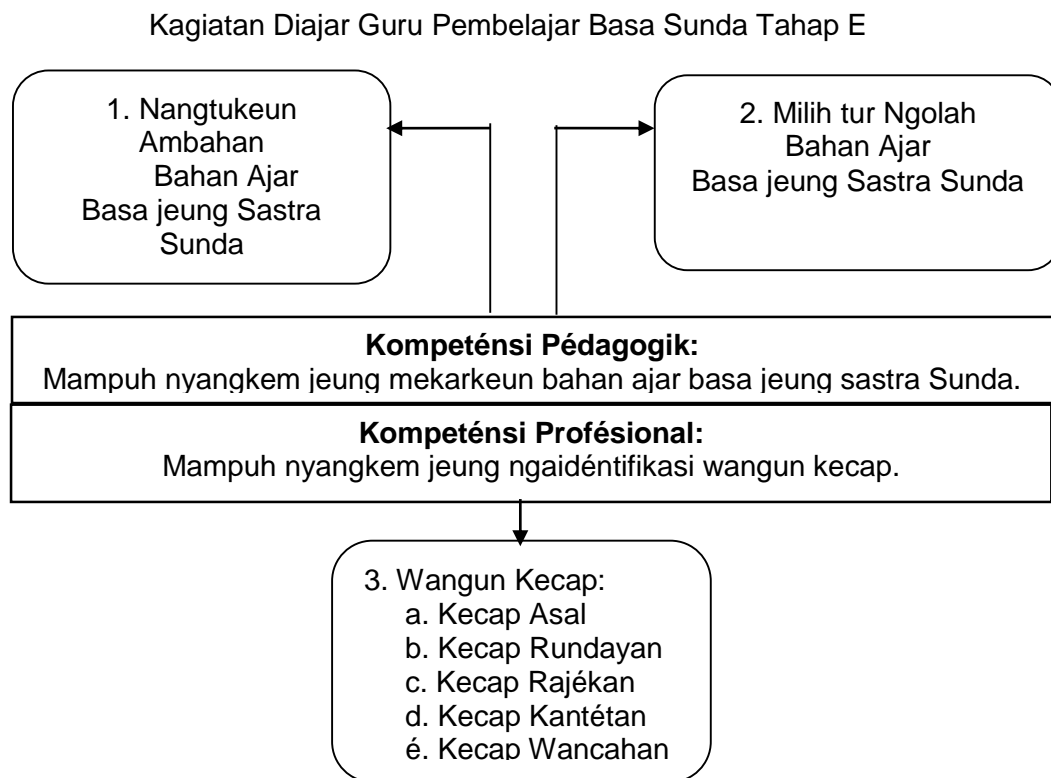 Kagiatan Diajar Guru Pembelajar Basa Sunda Tahap E
1. Nangtukeun
Ambahan
Bahan Ajar
Basa jeung Sastra
Sunda
2. Milih tur Ngolah
Bahan Ajar
Basa jeung Sastra Sunda
Kompeténsi Pédagogik:
Mampuh nyangkem jeung mekarkeun bahan ajar basa jeung sastra Sunda.
Kompeténsi Profésional:
Mampuh nyangkem jeung ngaidéntifikasi wangun kecap.
3. Wangun Kecap:
a. Kecap Asal
b. Kecap Rundayan
c. Kecap Rajékan
d. Kecap Kantétan
é. Kecap Wancahan